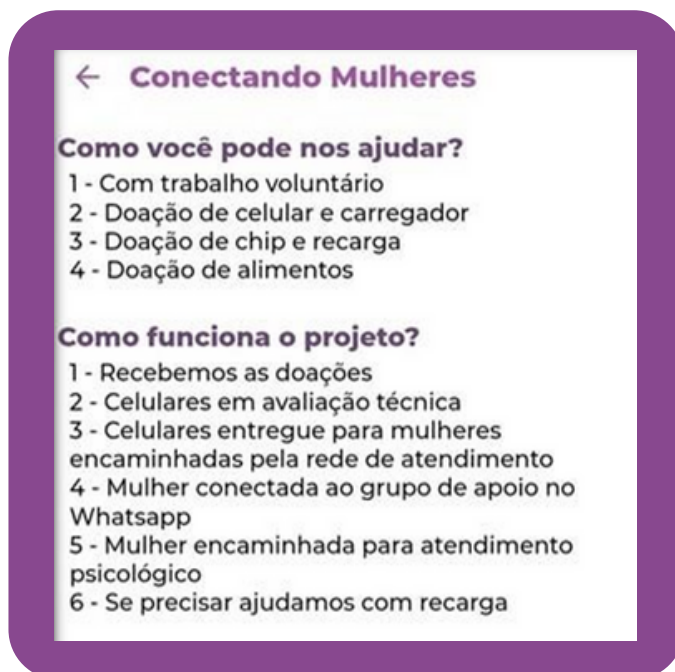 ← Conectando Mulheres
Como você pode nos ajudar?
1 - Com trabalho voluntário
2 - Doação de celular e carregador
3 - Doação de chip e recarga
4 - Doação de alimentos
Como funciona o projeto?
1 - Recebemos as doações
2 - Celulares em avaliação técnica
3 - Celulares entregue para mulheres
encaminhadas pela rede de atendimento
4 - Mulher conectada ao grupo de apoio no
Whatsapp
5 - Mulher encaminhada para atendimento
psicológico
6 - Se precisar ajudamos com recarga